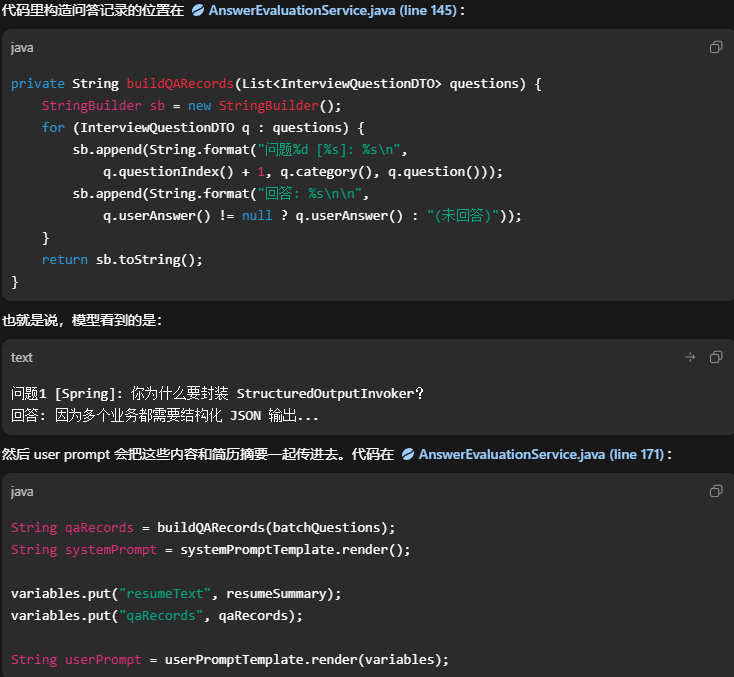 代码里构造问答记录的位置在 AnswerEvaluationService.java (line 145)：
java
private String buildQARecords(List<InterviewQuestionDTO> questions) {
    StringBuilder sb = new StringBuilder();
    for (InterviewQuestionDTO q : questions) {
        sb.append(String.format("问题%d [%s]: %s\n",
            q.questionIndex() + 1, q.category(), q.question()));
        sb.append(String.format("回答: %s\n\n",
            q.userAnswer() != null ? q.userAnswer() : "(未回答)"));
    }
    return sb.toString();
}
也就是说，模型看到的是：
text
问题1 [Spring]: 你为什么要封装 StructuredOutputInvoker？
回答: 因为多个业务都需要结构化 JSON 输出...
然后 user prompt 会把这些内容和简历摘要一起传进去。代码在 AnswerEvaluationService.java (line 171)：
java
String qaRecords = buildQARecords(batchQuestions);
String systemPrompt = systemPromptTemplate.render();
variables.put("resumeText", resumeSummary);
variables.put("qaRecords", qaRecords);
String userPrompt = userPromptTemplate.render(variables);